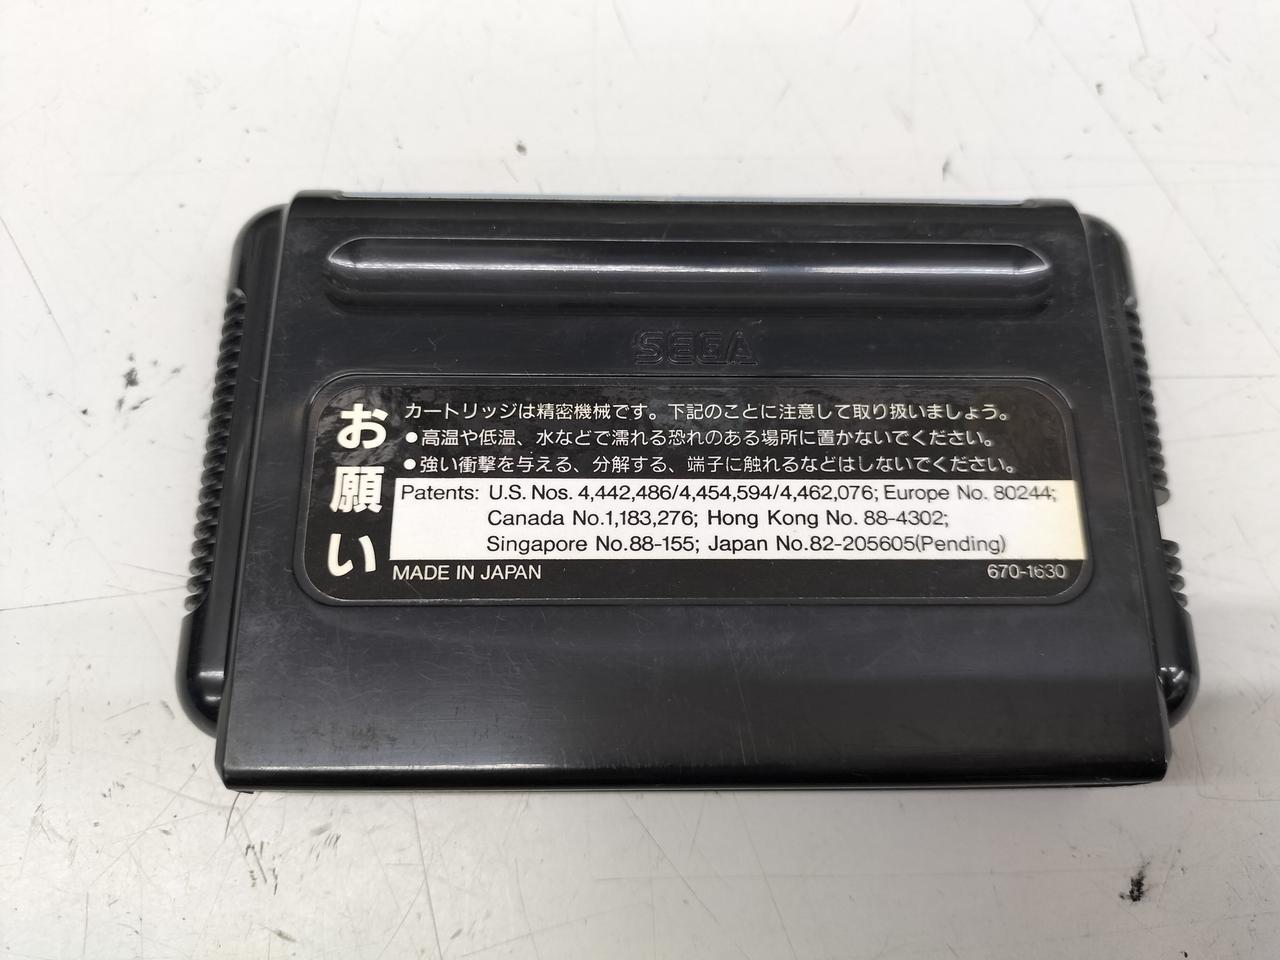 SEGA
お願い
カートリッジは精密機械です。下記のことに注意して取り扱いましょう。
●高温や低温、水などで濡れる恐れのある場所に置かないでください。
●強い衝撃を与える、分解する、端子に触れるなどはしないでください。
Patents: U.S. Nos. 4,442,486/4,454,594/4,462,076; Europe No. 80244;
Canada No.1,183,276; Hong Kong No. 88-4302;
Singapore No.88-155; Japan No.82-205605(Pending)
MADE IN JAPAN
670-1630